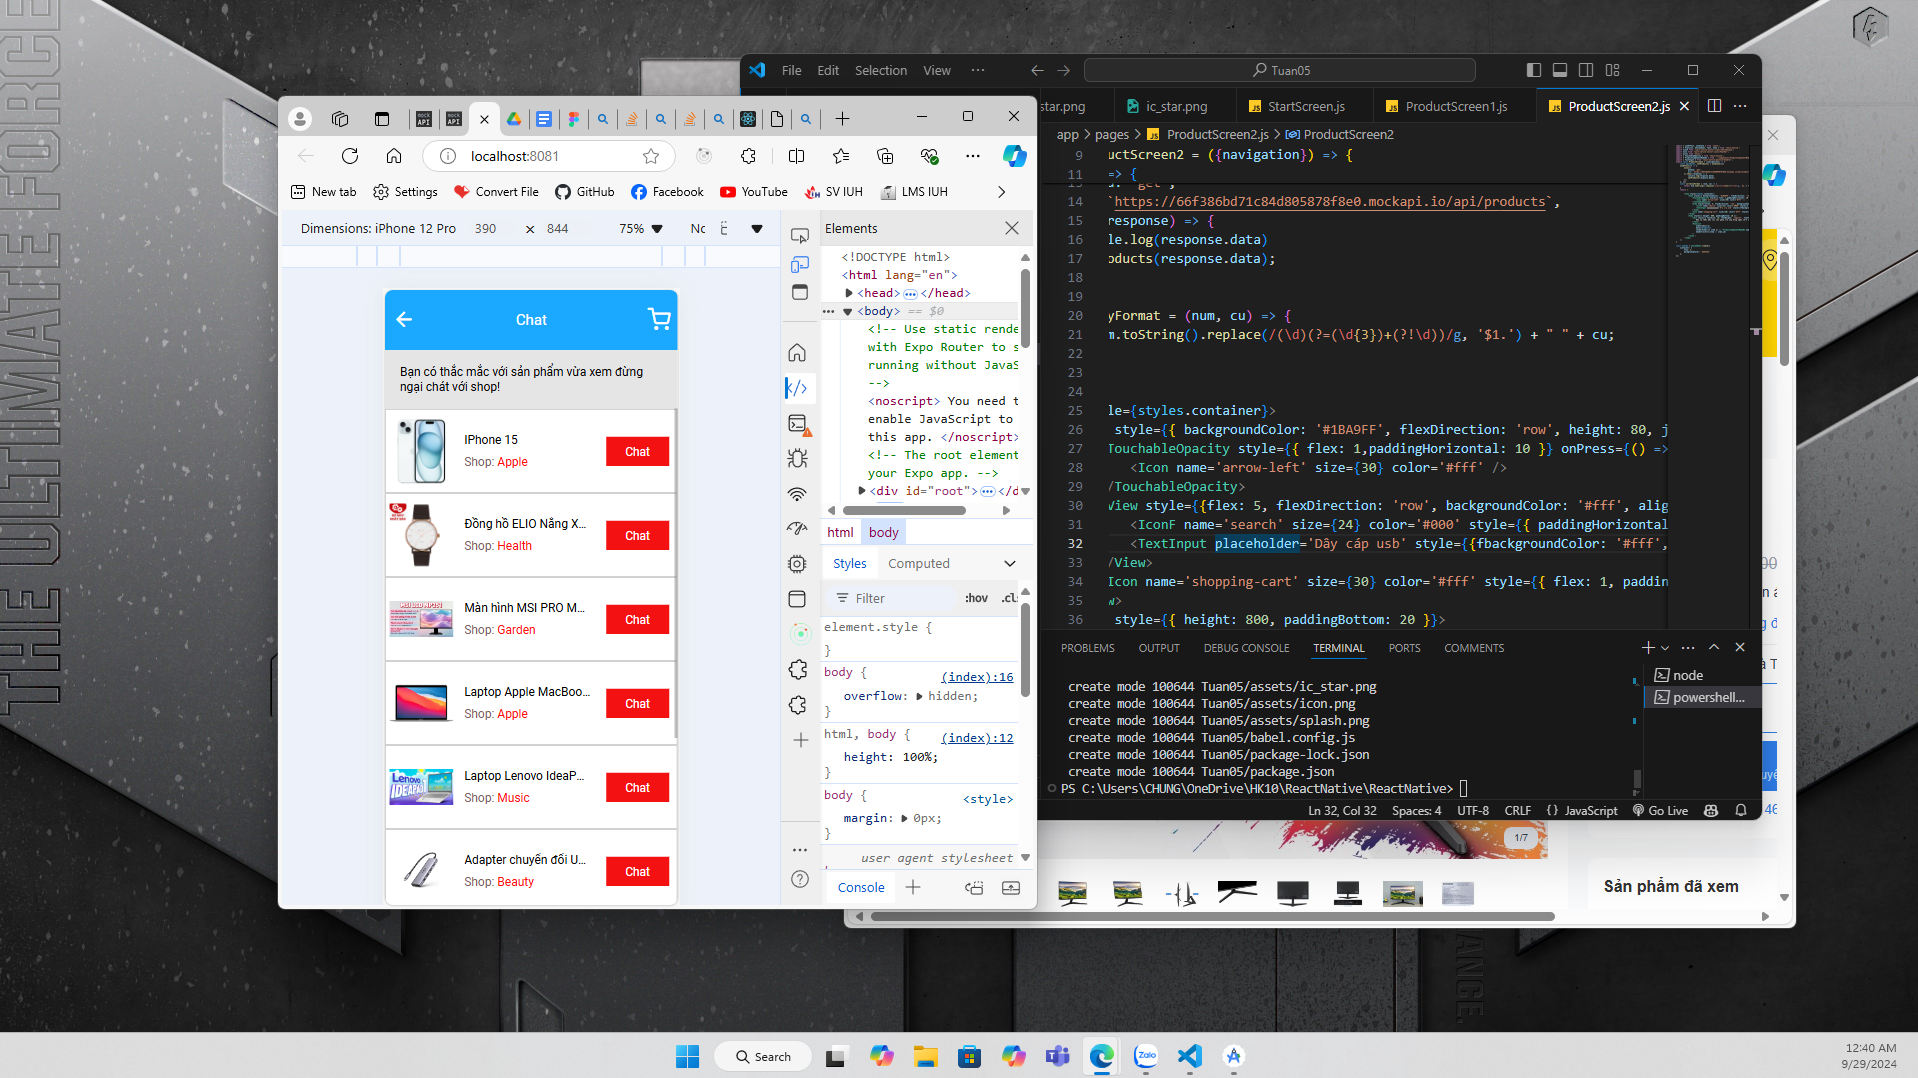 THE ULTIMATE FORCE
File Edit Selection View ···
Tuan05
star.png
ic_star.png
StartScreen.js
ProductScreen1.js
ProductScreen2.js
app > pages > ProductScreen2.js > ProductScreen2
localhost:8081
New tab
Settings
Convert File
GitHub
Facebook
YouTube
SV IUH
LMS IUH
Dimensions: iPhone 12 Pro 390 × 844 75%
Chat
Bạn có thắc mắc với sản phẩm vừa xem đừng
ngại chát với shop!
IPhone 15
Shop: Apple
Chat
Đồng hồ ELIO Nắng X...
Shop: Health
Chat
Màn hình MSI PRO M...
Shop: Garden
Chat
Laptop Apple MacBoo...
Shop: Apple
Chat
Laptop Lenovo IdeaP...
Shop: Music
Chat
Adapter chuyển đổi U...
Shop: Beauty
Chat
Elements
<!DOCTYPE html>
<html lang="en">
<head> ··· </head>
··· <body> == $0
<!-- Use static rende
with Expo Router to s
running without JavaS
-->
<noscript> You need t
enable JavaScript to
this app. </noscript>
<!-- The root element
your Expo app. -->
<div id="root"> ··· </d
html body
Styles Computed
Filter :hov .cls
element.style {
}
body { (index):16
overflow: hidden;
}
html, body { (index):12
height: 100%;
}
body { <style>
margin: 0px;
}
user agent stylesheet
Console
9 uctScreen2 = ({navigation}) => {
11 => {
14 `https://66f386bd71c84d805878f8e0.mockapi.io/api/products`,
15 response) => {
16 le.log(response.data)
17 oducts(response.data);
18
19
20 yFormat = (num, cu) => {
21 m.toString().replace(/(\d)(?=(\d{3})+(?!\d))/g, '$1.') + " " + cu;
22
23
24
25 le={styles.container}>
26 style={{ backgroundColor: '#1BA9FF', flexDirection: 'row', height: 80, j
27 TouchableOpacity style={{ flex: 1,paddingHorizontal: 10 }} onPress={() =>
28 <Icon name='arrow-left' size={30} color='#fff' />
29 /TouchableOpacity>
30 View style={{flex: 5, flexDirection: 'row', backgroundColor: '#fff', alig
31 <IconF name='search' size={24} color='#000' style={{ paddingHorizontal
32 <TextInput placeholder='Dây cáp usb' style={{fbackgroundColor: '#fff',
33 /View>
34 Icon name='shopping-cart' size={30} color='#fff' style={{ flex: 1, paddin
35 w>
36 style={{ height: 800, paddingBottom: 20 }}>
PROBLEMS OUTPUT DEBUG CONSOLE TERMINAL PORTS COMMENTS
create mode 100644 Tuan05/assets/ic_star.png
create mode 100644 Tuan05/assets/icon.png
create mode 100644 Tuan05/assets/splash.png
create mode 100644 Tuan05/babel.config.js
create mode 100644 Tuan05/package-lock.json
create mode 100644 Tuan05/package.json
PS C:\Users\CHUNG\OneDrive\HK10\ReactNative\ReactNative>
node
powershell...
Ln 32, Col 32 Spaces: 4 UTF-8 CRLF {} JavaScript Go Live
1/7
Sản phẩm đã xem
Search
Zalo
12:40 AM
9/29/2024